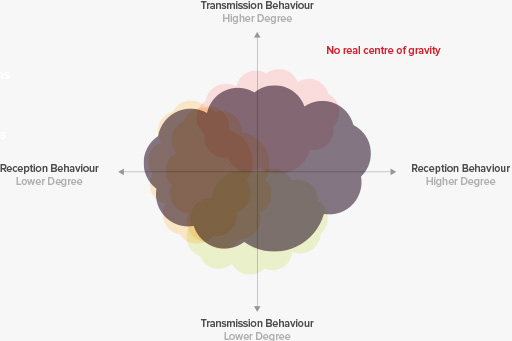 Transmission Behaviour
Higher Degree
No real centre of gravity
Reception Behaviour
Lower Degree
Reception Behaviour
Higher Degree
Transmission Behaviour
Lower Degree